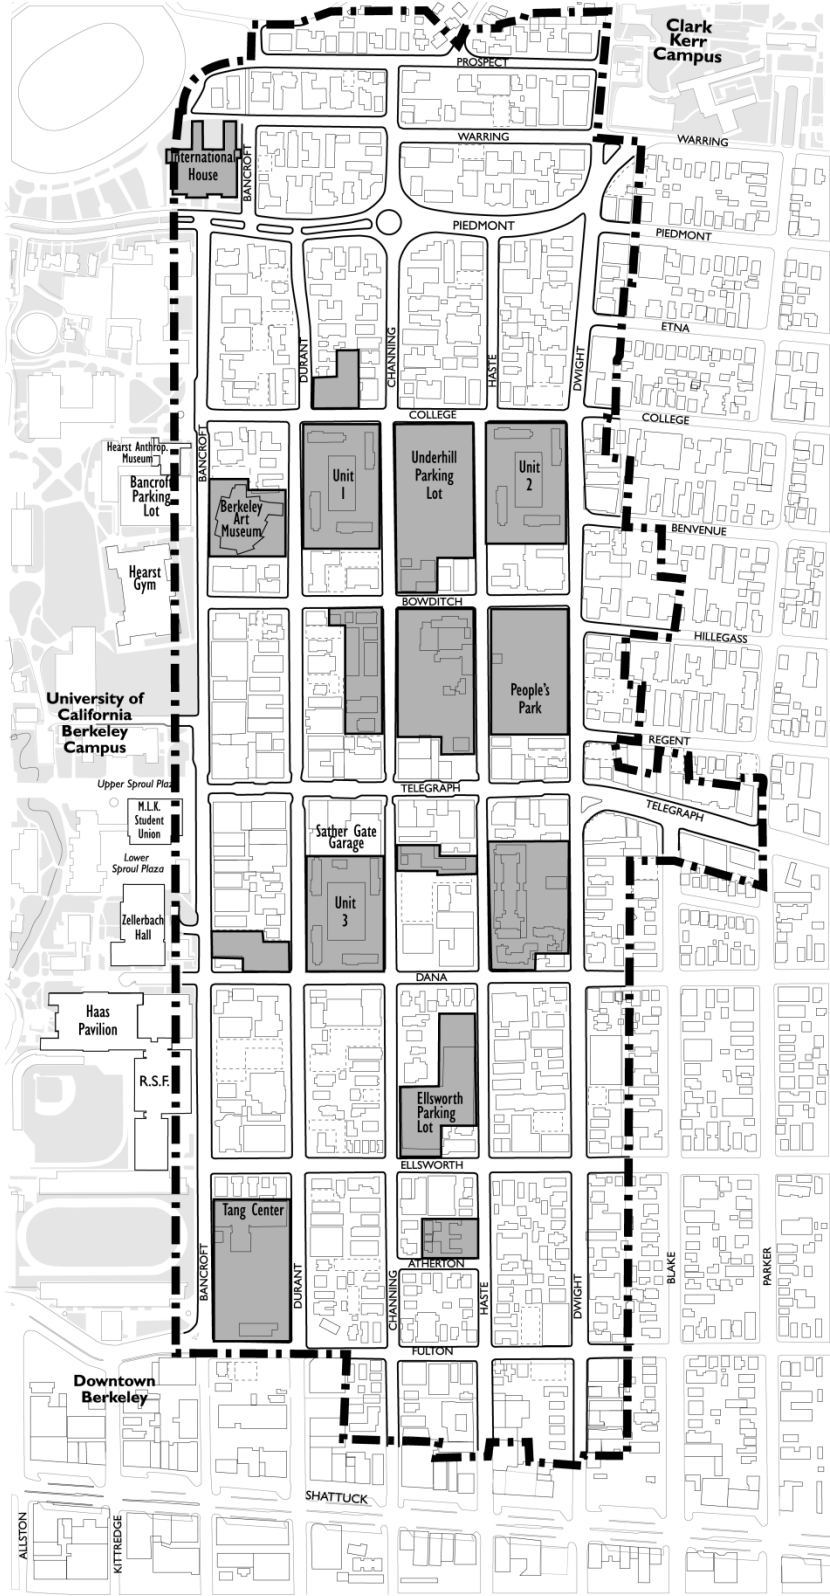 Clark
Kerr
Campus
PROSPECT
WARRING
WARRING
International
House
BANCROFT
PIEDMONT
PIEDMONT
ETNA
DURANT
CHANNING
HASTE
DWIGHT
COLLEGE
COLLEGE
BANCROFT
Hearst Anthrop.
Museum
Bancroft
Parking
Lot
Unit
1
Underhill
Parking
Lot
Unit
2
Berkeley
Art
Museum
BENVENUE
Hearst
Gym
BOWDITCH
HILLEGASS
People's
Park
University of
California
Berkeley
Campus
REGENT
Upper Sproul Plaza
TELEGRAPH
TELEGRAPH
M.L.K.
Student
Union
Sather Gate
Garage
Lower
Sproul Plaza
Unit
3
Zellerbach
Hall
DANA
Haas
Pavilion
R.S.F.
Ellsworth
Parking
Lot
ELLSWORTH
Tang Center
BANCROFT
DURANT
ATHERTON
CHANNING
HASTE
DWIGHT
BLAKE
PARKER
FULTON
Downtown
Berkeley
SHATTUCK
ALLSTON
KITTREDGE